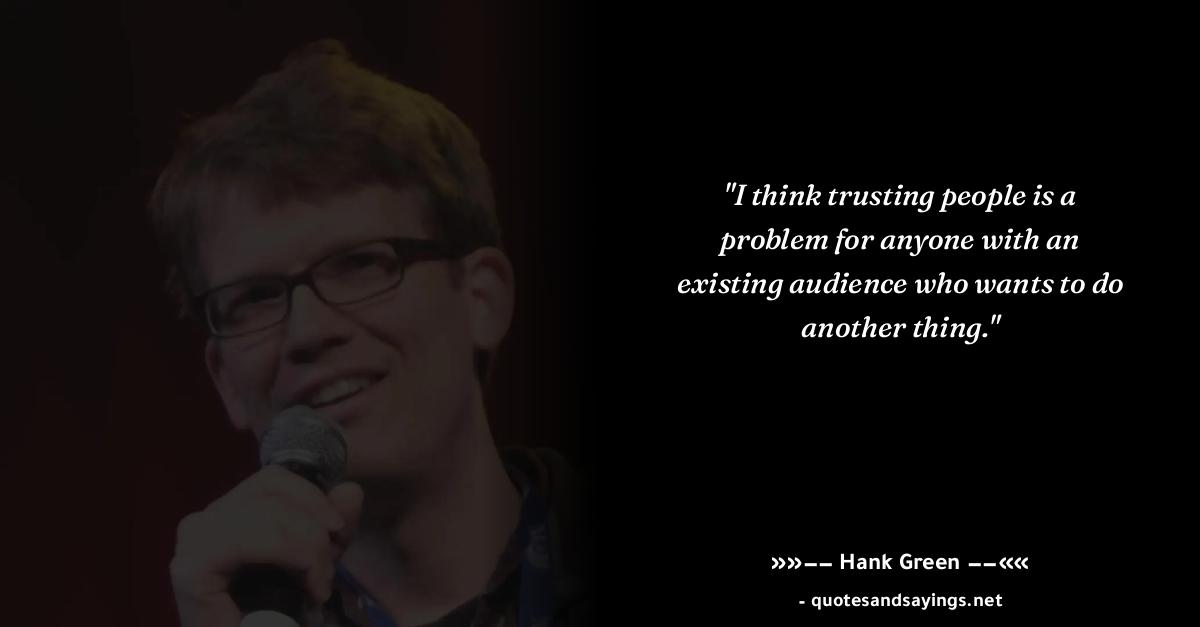 "I think trusting people is a
problem for anyone with an
existing audience who wants to do
another thing."
»»−− Hank Green −−««
- quotesandsayings.net